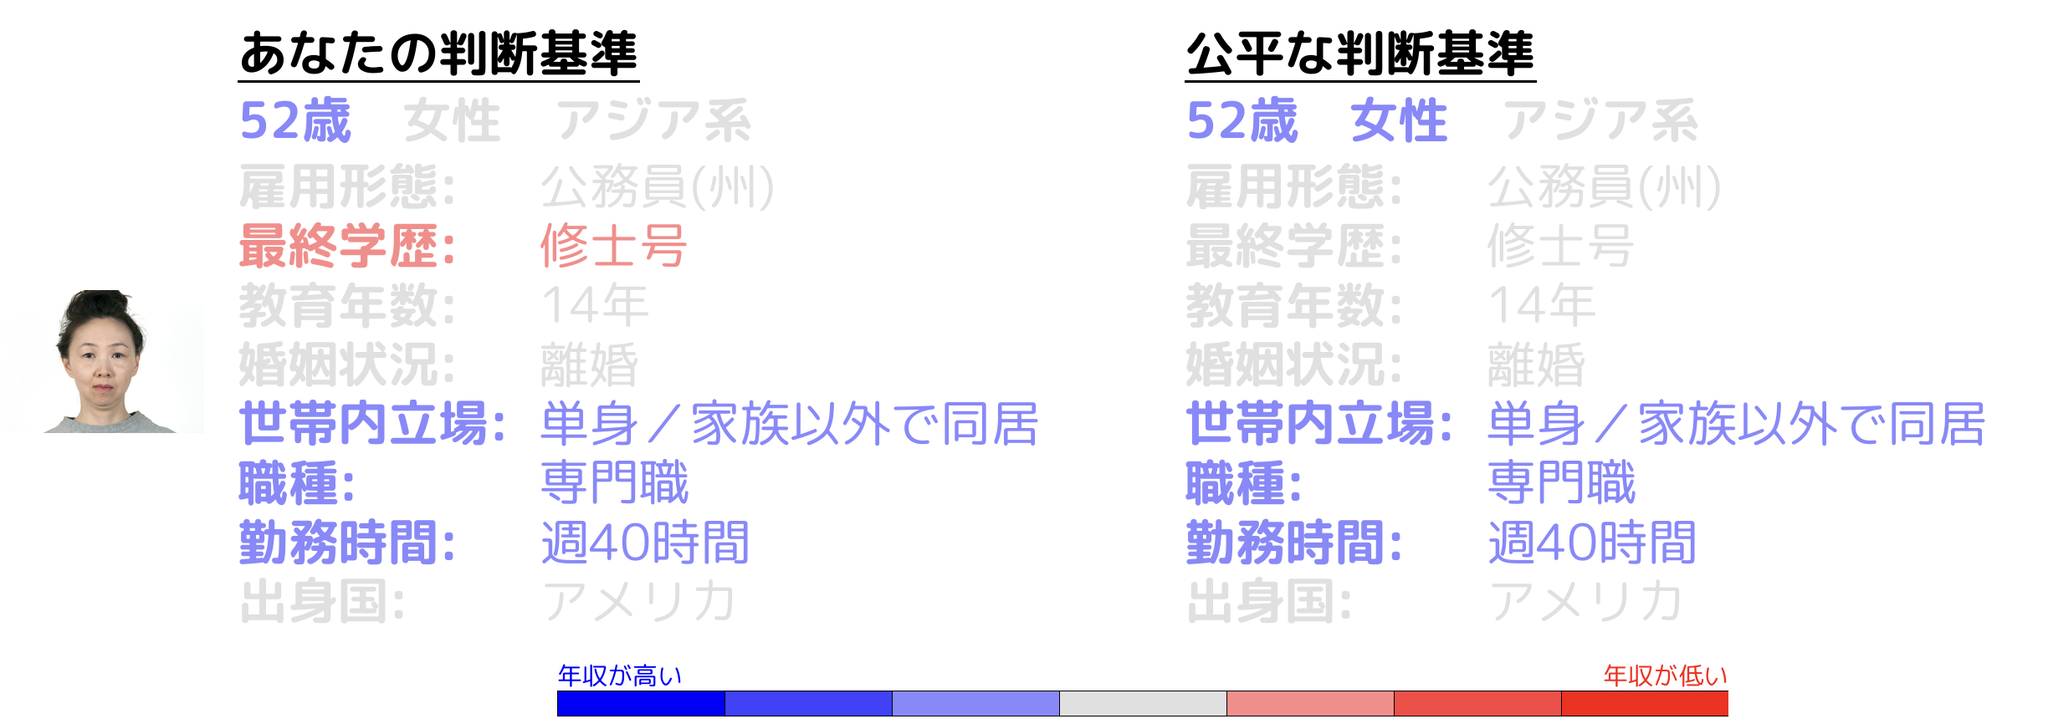 あなたの判断基準
52歳 女性 アジア系
雇用形態: 公務員(州)
最終学歴: 修士号
教育年数: 14年
婚姻状況: 離婚
世帯内立場: 単身／家族以外で同居
職種: 専門職
勤務時間: 週40時間
出身国: アメリカ
公平な判断基準
52歳 女性 アジア系
雇用形態: 公務員(州)
最終学歴: 修士号
教育年数: 14年
婚姻状況: 離婚
世帯内立場: 単身／家族以外で同居
職種: 専門職
勤務時間: 週40時間
出身国: アメリカ
年収が高い
年収が低い